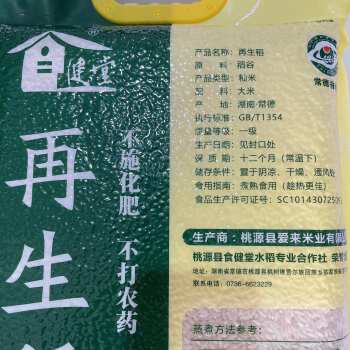 健堂
再生
不施化肥 不打农药
常德
产品名称:再生稻
原 料:稻谷
产品类型:籼米
配 料:大米
产 地:湖南·常德
执行标准:GB/T1354
质量等级:一级
生产日期:见封口处
保 质 期:十二个月(常温下)
储存条件:置于阴凉、干燥、通风处
食用指南:煮熟食用(趁热更佳)
食品生产许可证号:SC1014307250
生产商:桃源县爱来米业有限
桃源县食健堂水稻专业合作社
电话:0736-6623229
蒸煮方法参考: